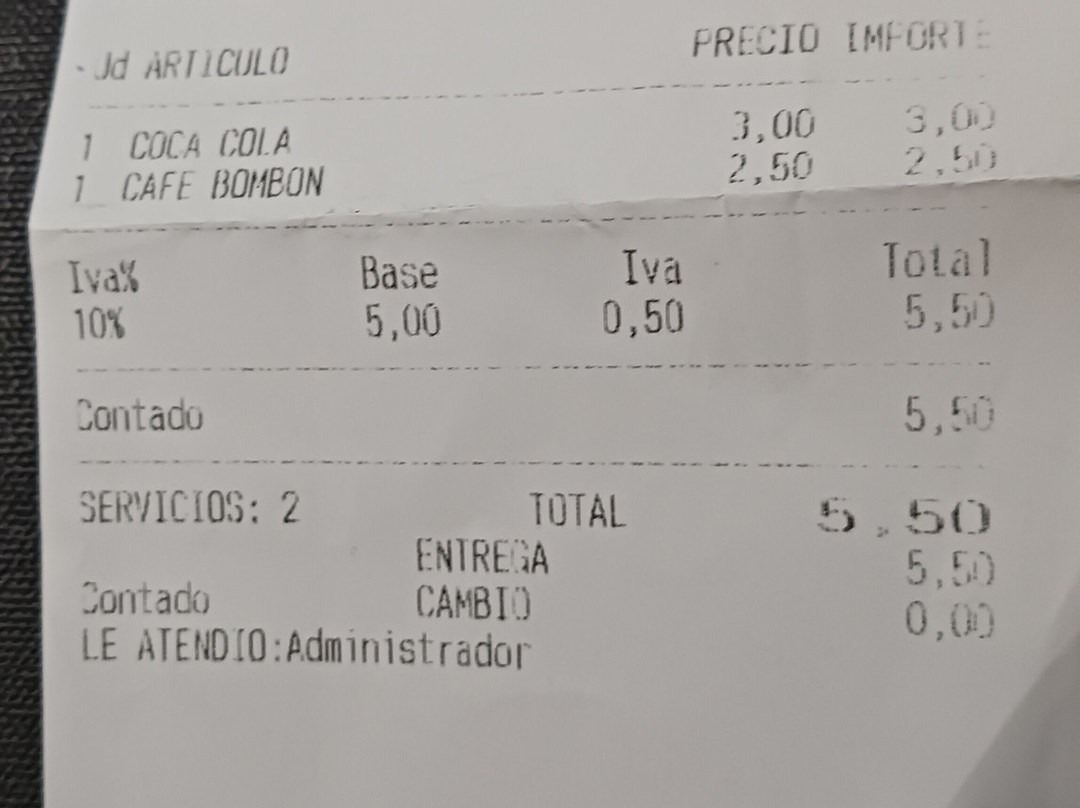 Ud ARTICULO PRECIO IMPORTE
1 COCA COLA 3,00 3,00
1 CAFE BOMBON 2,50 2,50
Iva% Base Iva Total
10% 5,00 0,50 5,50
Contado 5,50
SERVICIOS: 2 TOTAL 5,50
ENTREGA 5,50
Contado CAMBIO 0,00
LE ATENDIO:Administrador